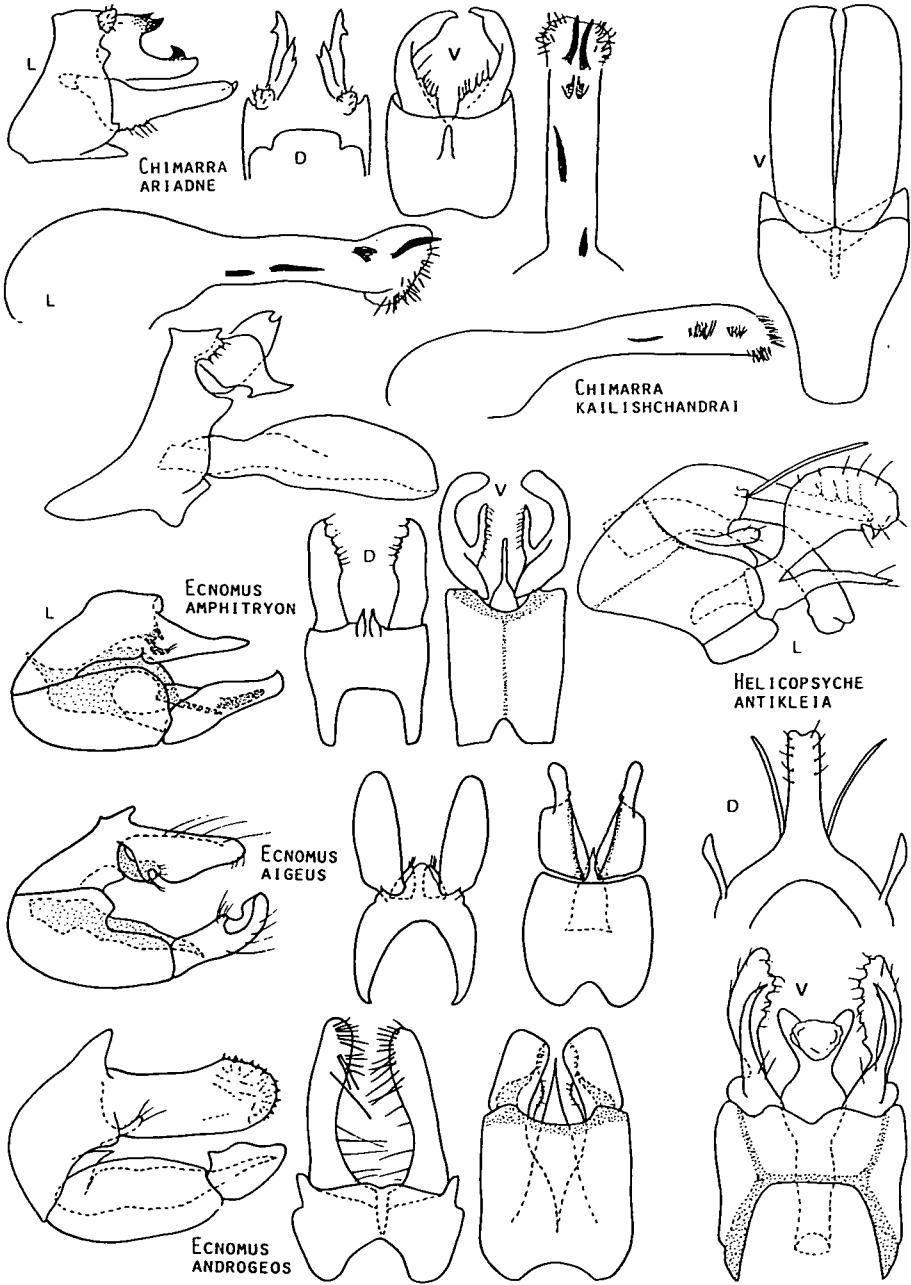 L
D
V
CHIMARRA
ARIADNE
L
V
CHIMARRA
KAILISHCHANDRAI
L
ECNOMUS
AMPHITRYON
D
V
L
HELICOPSYCHE
ANTIKLEIA
ECNOMUS
AIGEUS
D
V
ECNOMUS
ANDROGEOS